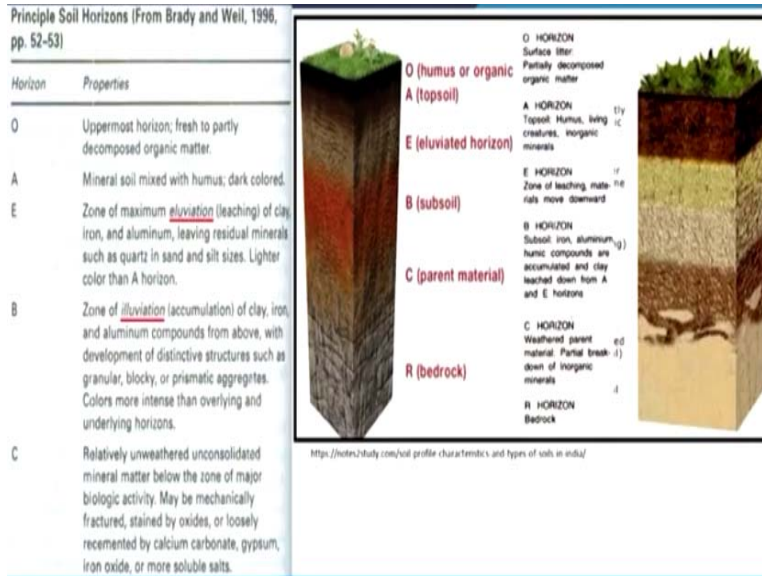 Principle Soil Horizons (From Brady and Weil, 1996,
pp. 52–53)
Horizon Properties
O Uppermost horizon; fresh to partly
decomposed organic matter.
A Mineral soil mixed with humus; dark colored.
E Zone of maximum eluviation (leaching) of clay,
iron, and aluminum, leaving residual minerals
such as quartz in sand and silt sizes. Lighter
color than A horizon.
B Zone of illuviation (accumulation) of clay, iron,
and aluminum compounds from above, with
development of distinctive structures such as
granular, blocky, or prismatic aggregrtes.
Colors more intense than overlying and
underlying horizons.
C Relatively unweathered unconsolidated
mineral matter below the zone of major
biologic activity. May be mechanically
fractured, stained by oxides, or loosely
recemented by calcium carbonate, gypsum,
iron oxide, or more soluble salts.
O (humus or organic
A (topsoil)
E (eluviated horizon)
B (subsoil)
C (parent material)
R (bedrock)
O HORIZON
Surface litter
Partially decomposed
organic matter
A HORIZON
Topsoil: Humus, living
creatures, inorganic
minerals
E HORIZON
Zone of leaching, mate-
rials move downward
B HORIZON
Subsoil: iron, aluminium,
humic compounds are
accumulated and clay
leached down from A
and E horizons
C HORIZON
Weathered parent
material. Partial break-
down of inorganic
minerals
R HORIZON
Bedrock
https://notes/study.com/soil profile characteristics and types of soils in india/